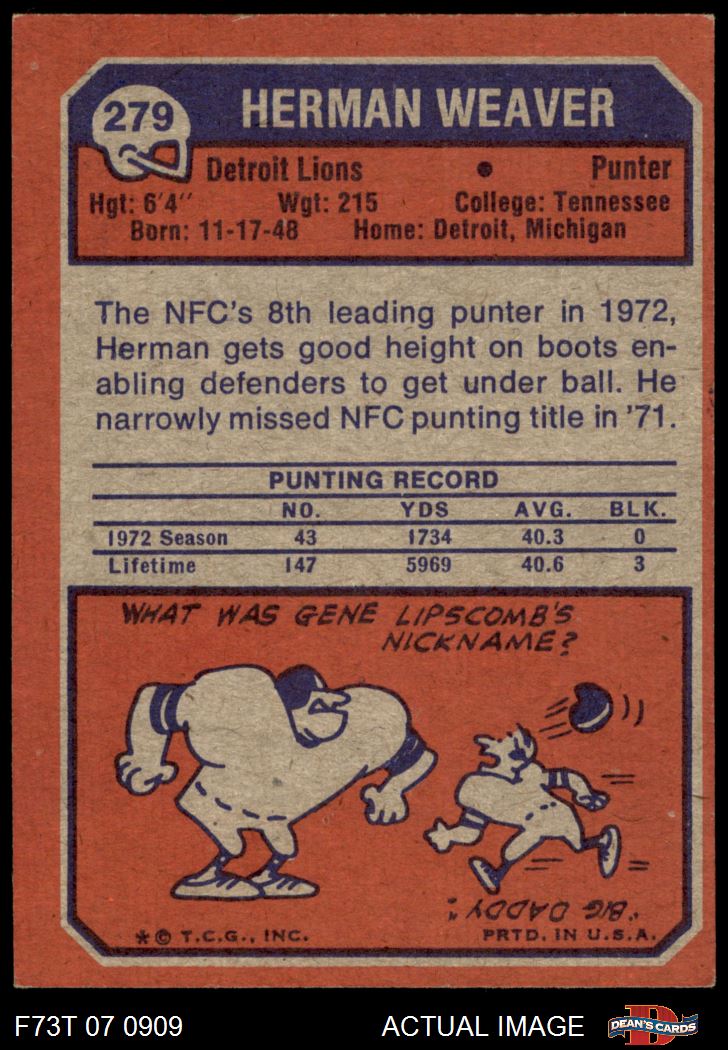 279
HERMAN WEAVER
Detroit Lions • Punter
Hgt: 6'4" Wgt: 215 College: Tennessee
Born: 11-17-48 Home: Detroit, Michigan
The NFC's 8th leading punter in 1972,
Herman gets good height on boots en-
abling defenders to get under ball. He
narrowly missed NFC punting title in '71.
PUNTING RECORD
NO. YDS AVG. BLK.
1972 Season 43 1734 40.3 0
Lifetime 147 5969 40.6 3
WHAT WAS GENE LIPSCOMB'S
NICKNAME?
"BIG DADDY"
* © T.C.G., INC. PRTD. IN U.S.A.
F73T 07 0909 ACTUAL IMAGE
D
DEAN'S CARDS